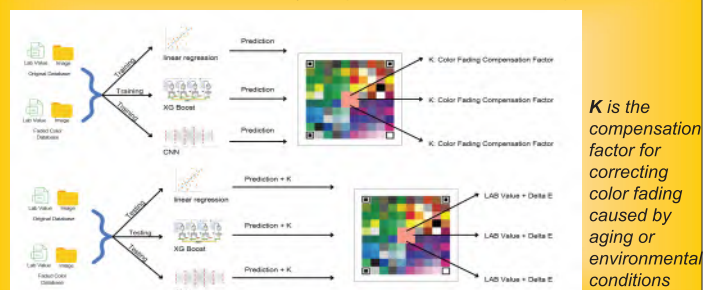 Lab Value Image
Original Database
Lab Value Image
Faded Color
Database
Training
Training
Training
linear regression
XG Boost
CNN
Prediction
Prediction
Prediction
K: Color Fading Compensation Factor
K: Color Fading Compensation Factor
K: Color Fading Compensation Factor
Lab Value Image
Original Database
Lab Value Image
Faded Color
Database
Testing
Testing
Testing
linear regression
XG Boost
Prediction + K
Prediction + K
Prediction + K
LAB Value + Delta E
LAB Value + Delta E
LAB Value + Delta E
K is the
compensation
factor for
correcting
color fading
caused by
aging or
environmental
conditions